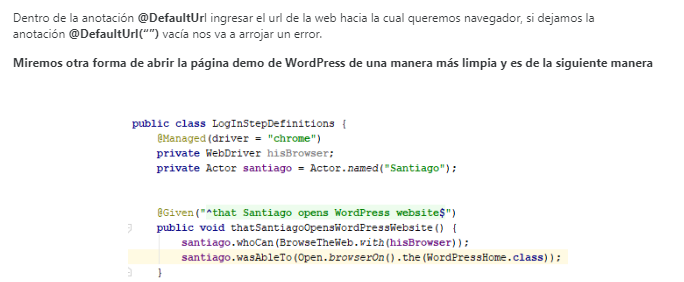 Dentro de la anotación @DefaultUrl ingresar el url de la web hacia la cual queremos navegador, si dejamos la
anotación @DefaultUrl(“”) vacía nos va a arrojar un error.
Miremos otra forma de abrir la página demo de WordPress de una manera más limpia y es de la siguiente manera
public class LogInStepDefinitions {
@Managed(driver = "chrome")
private WebDriver hisBrowser;
private Actor santiago = Actor.named("Santiago");
@Given("^that Santiago opens WordPress website$")
public void thatSantiagoOpensWordPressWebsite() {
santiago.whoCan(BrowseTheWeb.with(hisBrowser));
santiago.wasAbleTo(Open.browserOn().the(WordPressHome.class));
}